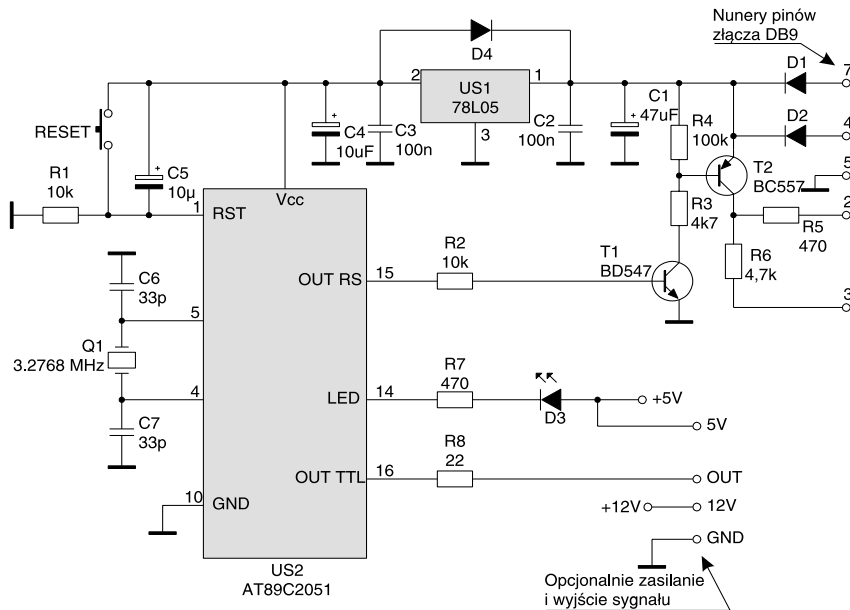 Nunery pinów
złącza DB9
D4
D1
7
2
US1
1
78L05
C1
47uF
R4
100k
D2
4
RESET
C4
10uF
C3
100n
3
C2
100n
T2
BC557
5
R1
10k
C5
10µ
R3
4k7
2
1
RST
Vcc
R5
470
R2
10k
T1
BD547
R6
4,7k
OUT RS
15
3
C6
33p
5
Q1
3.2768 MHz
R7
470
4
LED
14
D3
+5V
5V
C7
33p
R8
22
OUT TTL
16
OUT
10
GND
+12V
12V
GND
US2
AT89C2051
Opcjonalnie zasilanie
i wyjście sygnału